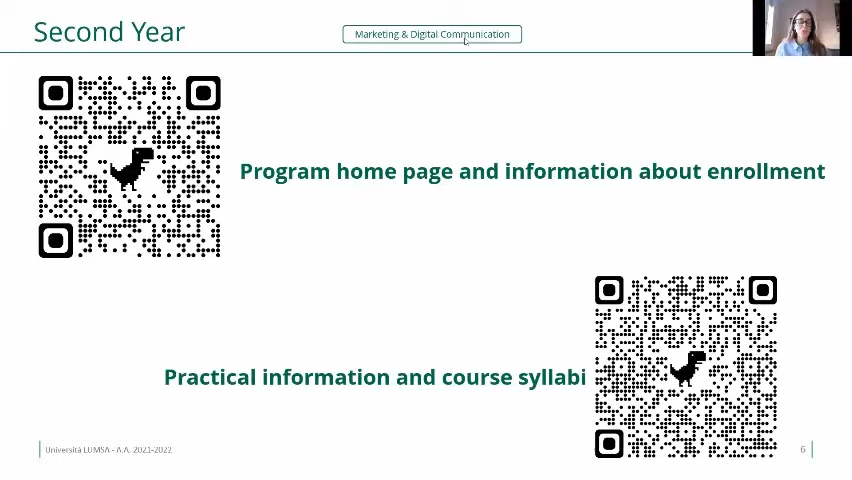 Second Year
Marketing & Digital Communication
Program home page and information about enrollment
Practical information and course syllabi
Università LUMSA - A.A. 2021-2022
6